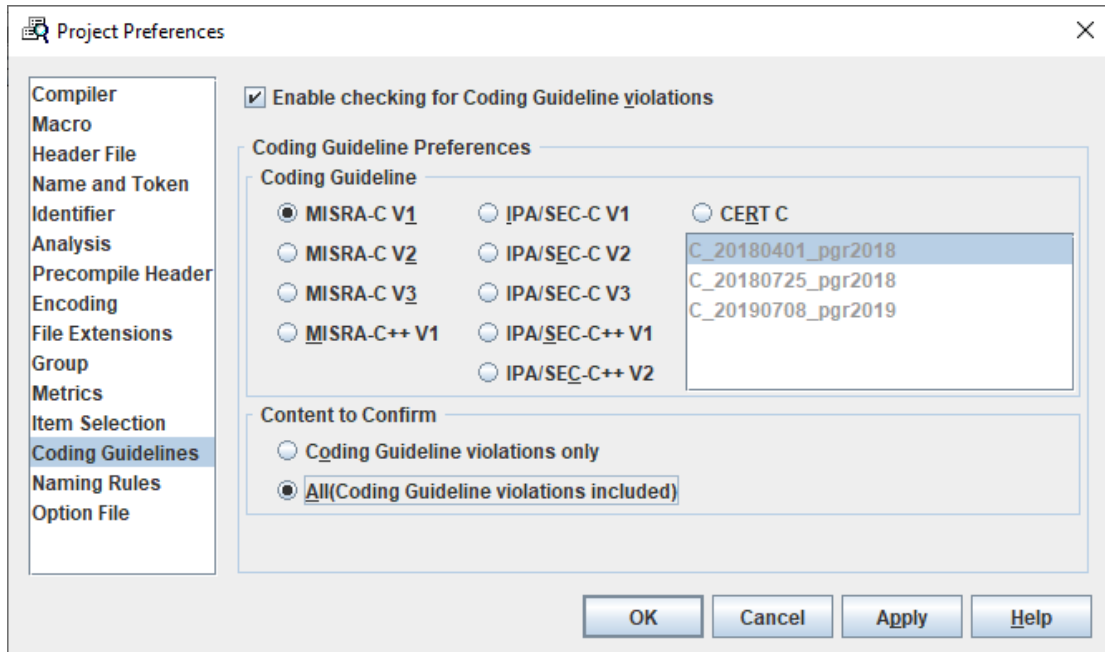 Project Preferences
Compiler
Macro
Header File
Name and Token
Identifier
Analysis
Precompile Header
Encoding
File Extensions
Group
Metrics
Item Selection
Coding Guidelines
Naming Rules
Option File
Enable checking for Coding Guideline violations
Coding Guideline Preferences
Coding Guideline
MISRA-C V1
MISRA-C V2
MISRA-C V3
MISRA-C++ V1
IPA/SEC-C V1
IPA/SEC-C V2
IPA/SEC-C V3
IPA/SEC-C++ V1
IPA/SEC-C++ V2
CERT C
C_20180401_pgr2018
C_20180725_pgr2018
C_20190708_pgr2019
Content to Confirm
Coding Guideline violations only
All(Coding Guideline violations included)
OK
Cancel
Apply
Help